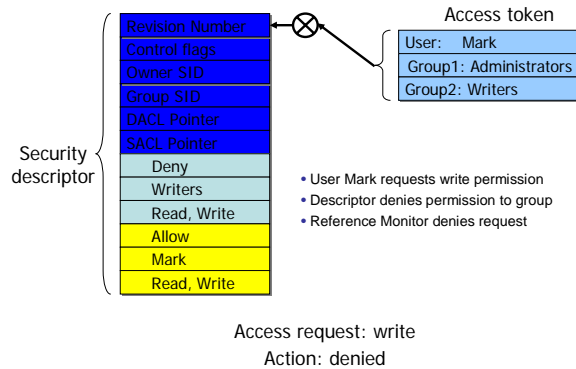 Access token
User: Mark
Group1: Administrators
Group2: Writers
Revision Number
Control flags
Owner SID
Group SID
DACL Pointer
SACL Pointer
Deny
Writers
Read, Write
Allow
Mark
Read, Write
Security
descriptor
• User Mark requests write permission
• Descriptor denies permission to group
• Reference Monitor denies request
Access request: write
Action: denied